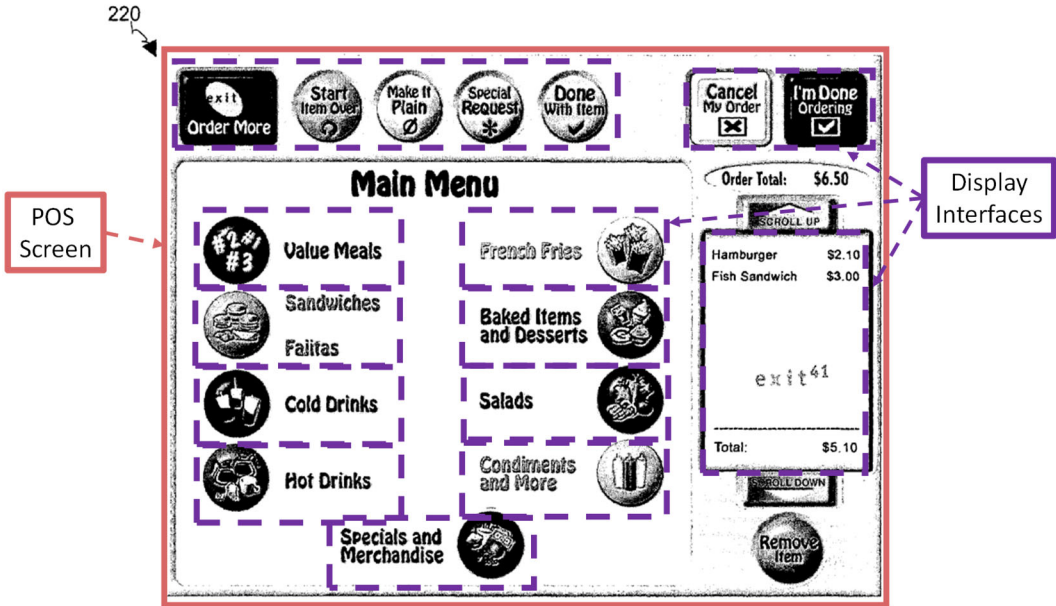 220
exit
Order More
Start
Item Over
Make It
Plain
Ø
Special
Request
*
Done
With Item
Cancel
My Order
I'm Done
Ordering
POS
Screen
Display
Interfaces
Main Menu
#2 #1
#3
Value Meals
Sandwiches
Fajitas
Cold Drinks
Hot Drinks
French Fries
Baked Items
and Desserts
Salads
Condiments
and More
Specials and
Merchandise
Order Total: $6.50
SCROLL UP
Hamburger $2.10
Fish Sandwich $3.00
exit41
Total: $5.10
SCROLL DOWN
Remove
Item